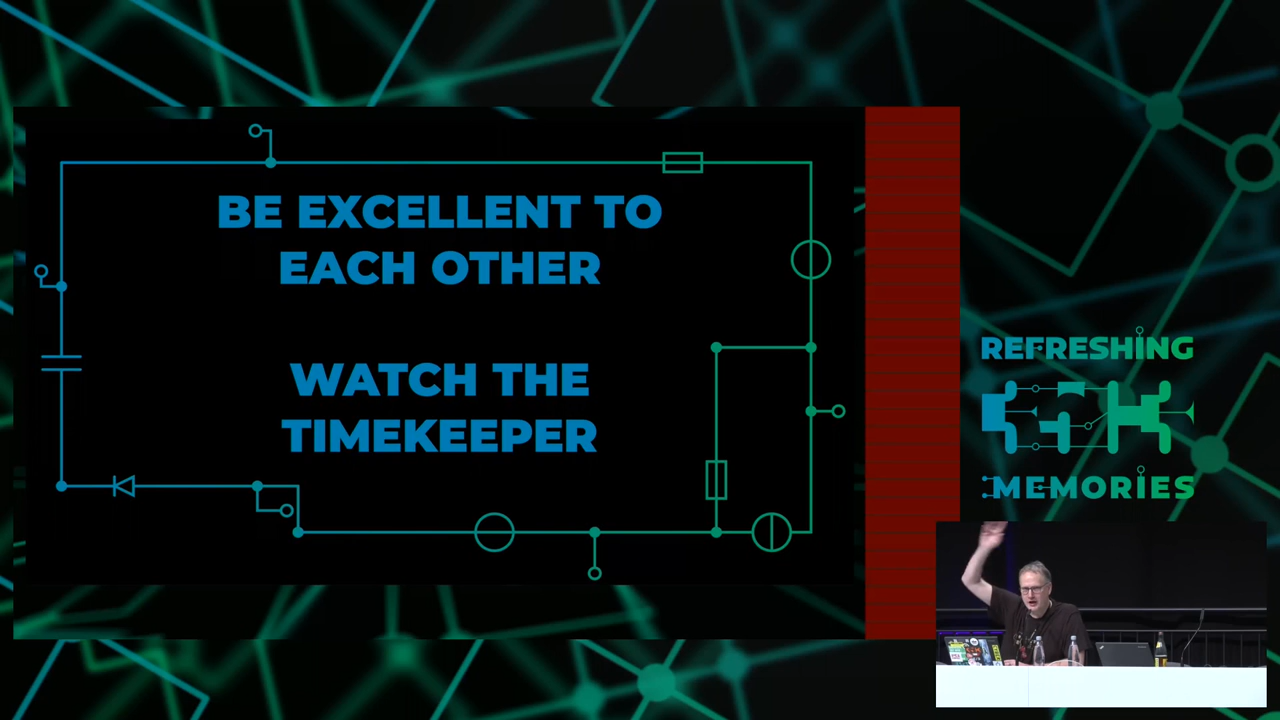 BE EXCELLENT TO
EACH OTHER
WATCH THE
TIMEKEEPER
REFRESHING
MEMORIES